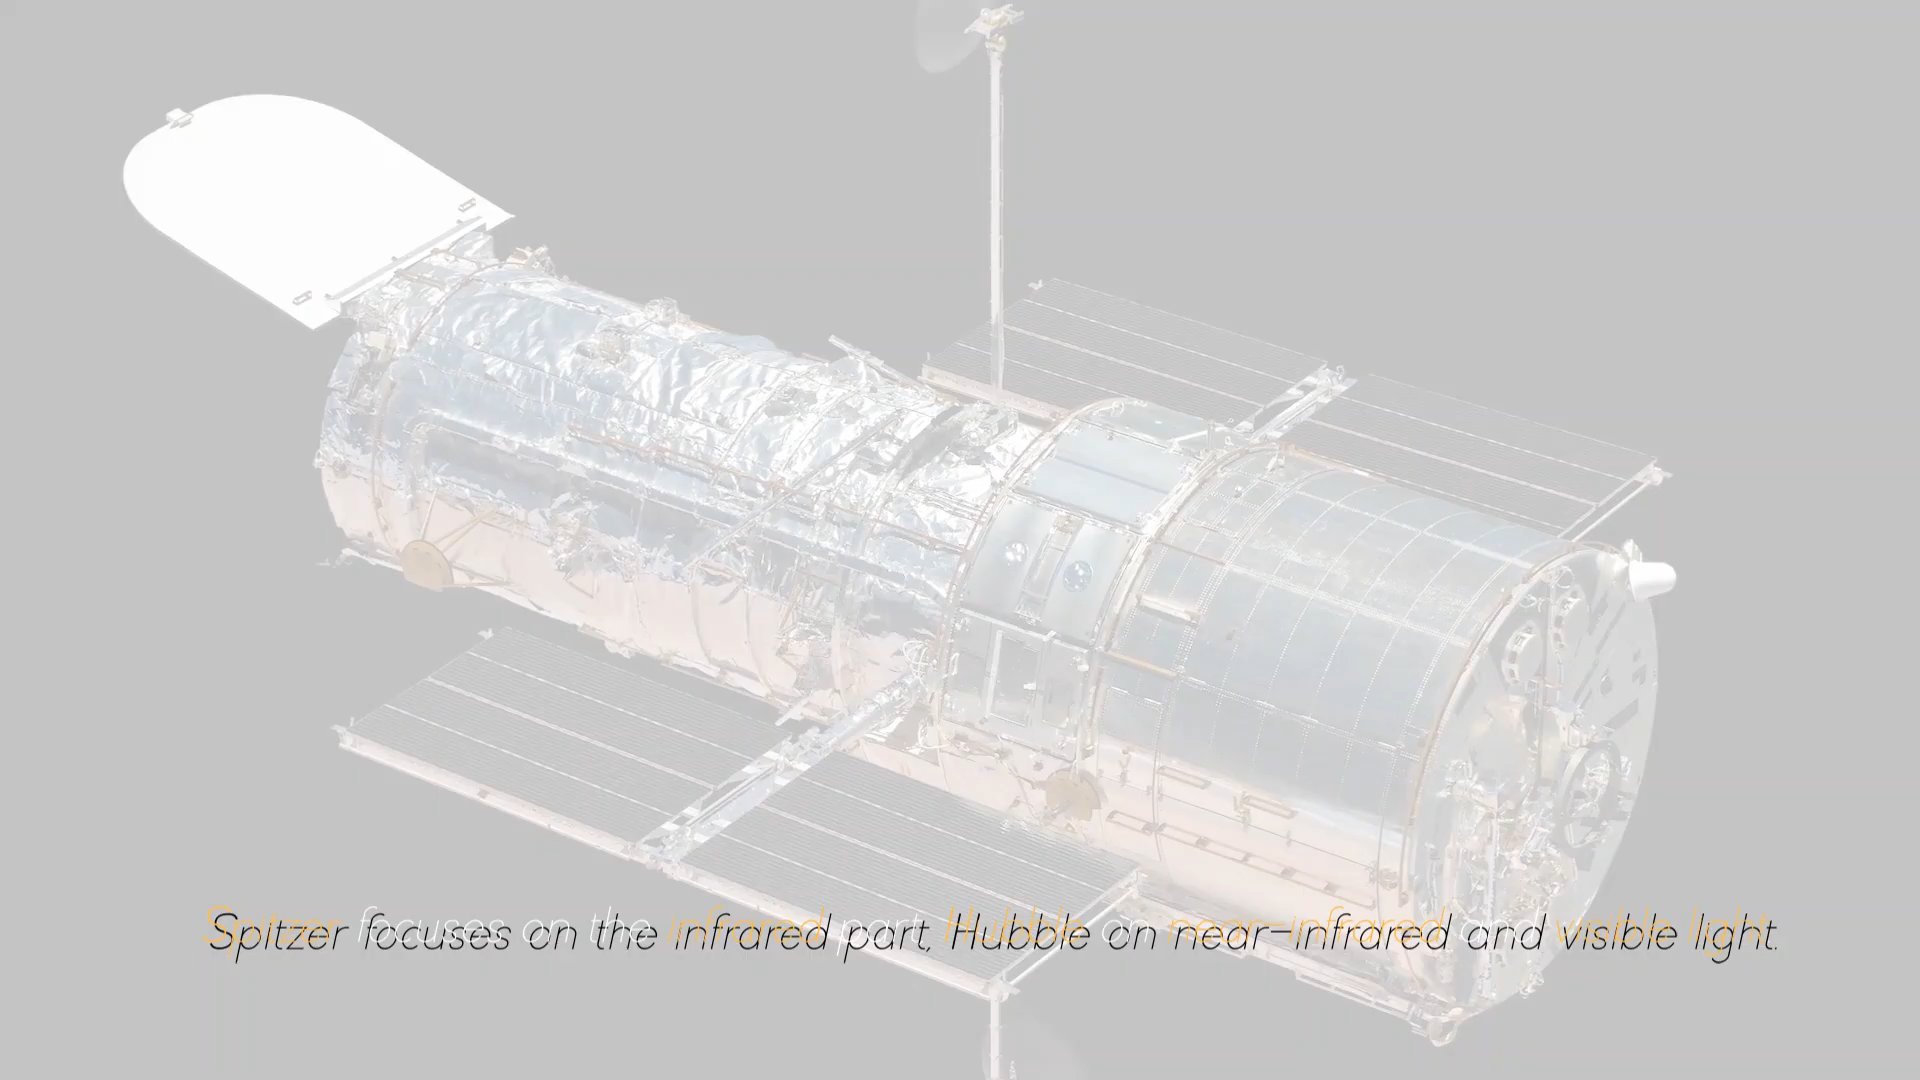 Spitzer focuses on the infrared part, Hubble on near-infrared and visible light.